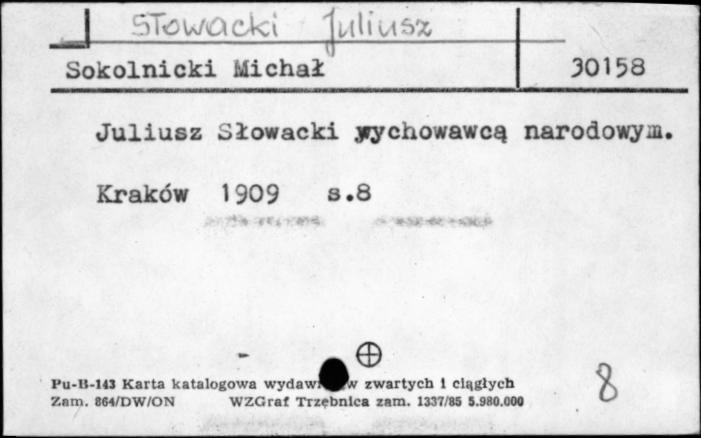 Słowacki Juliusz
Sokolnicki Michał 30158
Juliusz Słowacki wychowawcą narodowym.
Kraków 1909 s.8
Pu-B-143 Karta katalogowa zwartych i ciągłych
Zam. 864/DW/ON WZGraf Trzebnica zam. 1337/85 5.980.000
8